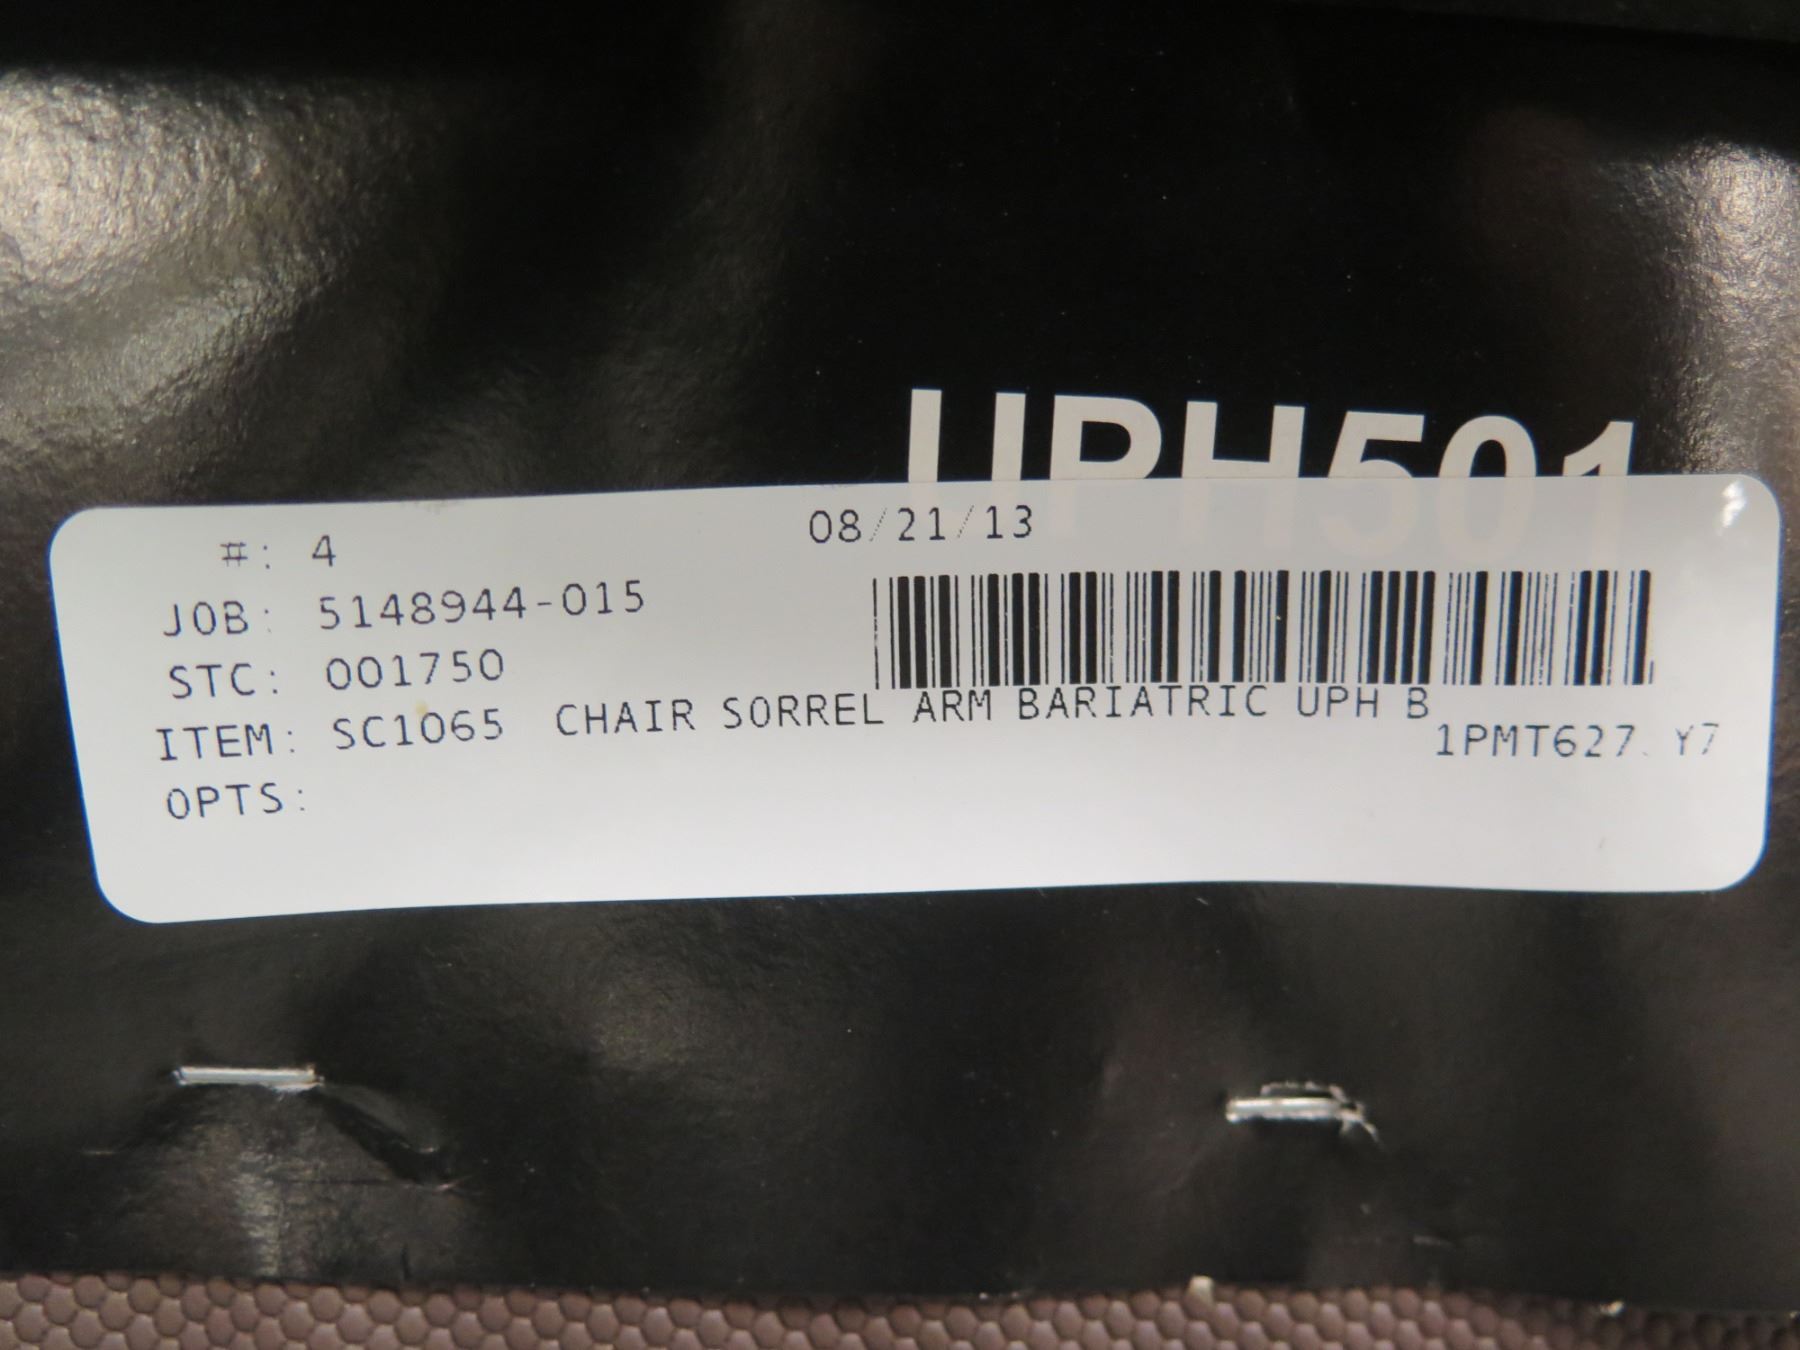 UPH501
#: 4
08/21/13
JOB: 5148944-015
STC: 001750
ITEM: SC1065 CHAIR SORREL ARM BARIATRIC UPH B
1PMT627. Y7
OPTS: